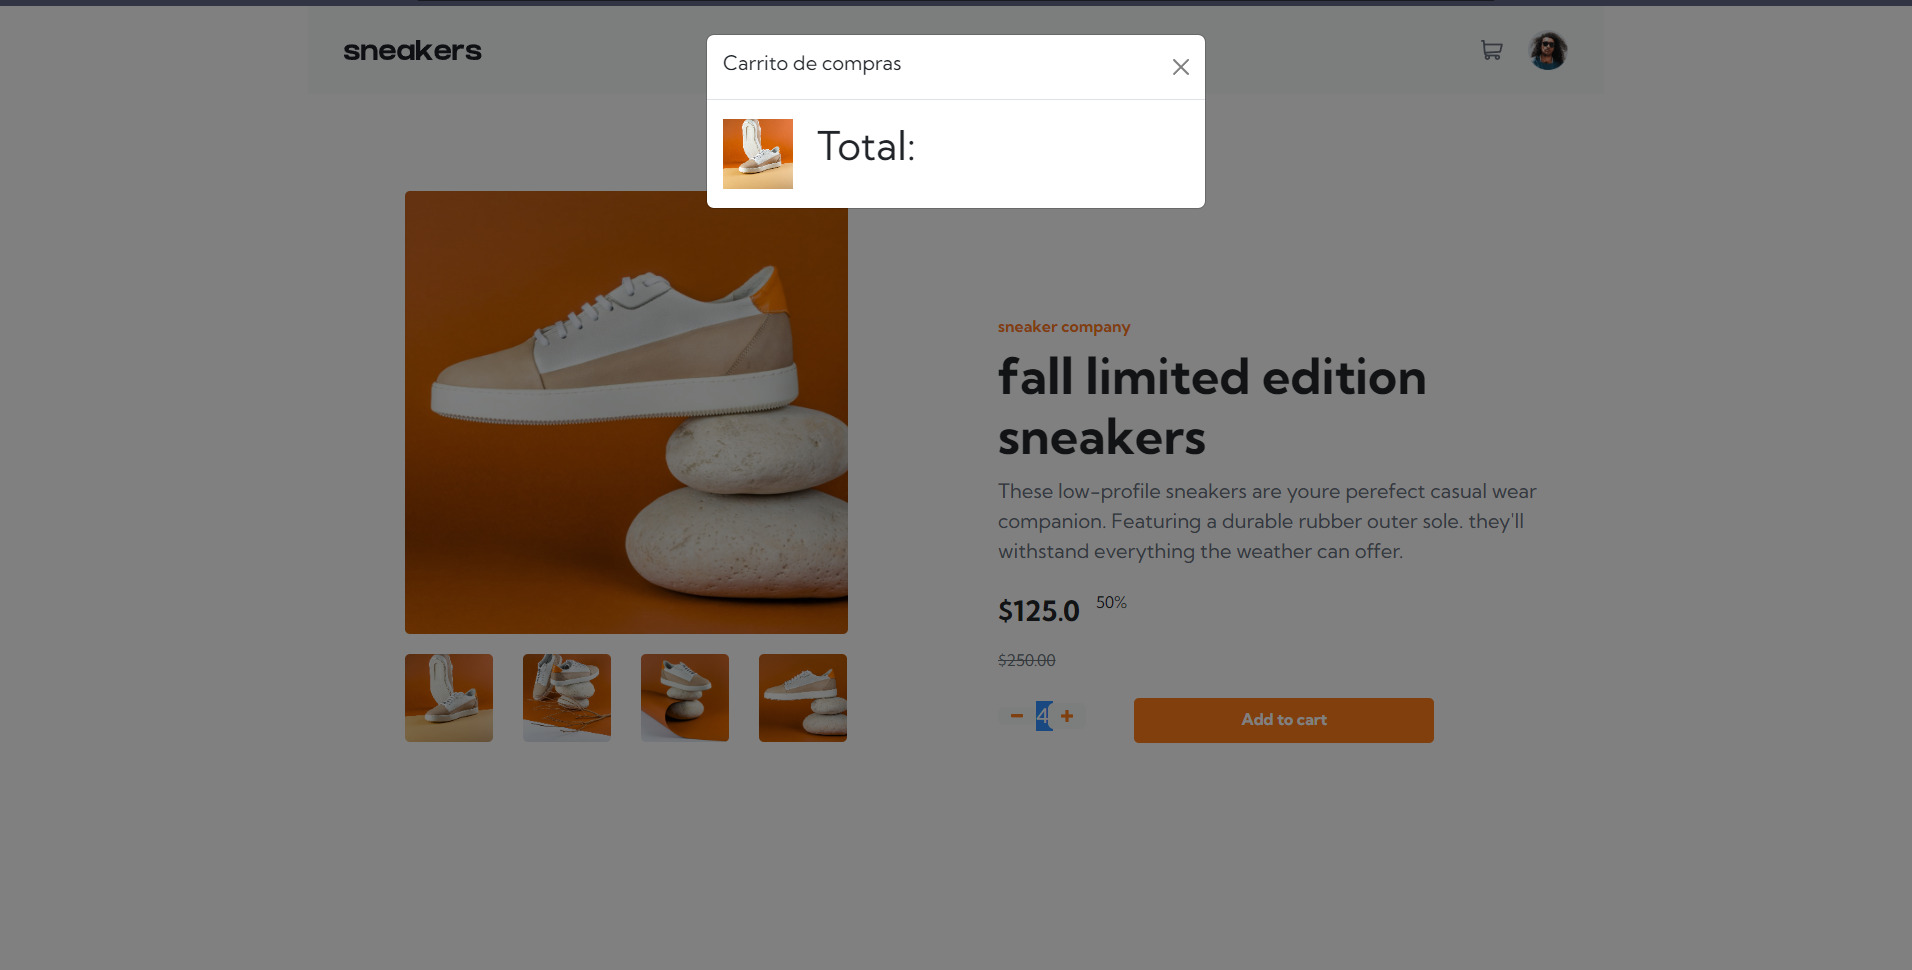 sneakers
Carrito de compras
Total:
sneaker company
fall limited edition
sneakers
These low-profile sneakers are youre perefect casual wear
companion. Featuring a durable rubber outer sole. they'll
withstand everything the weather can offer.
$125.0 50%
$250.00
4
Add to cart